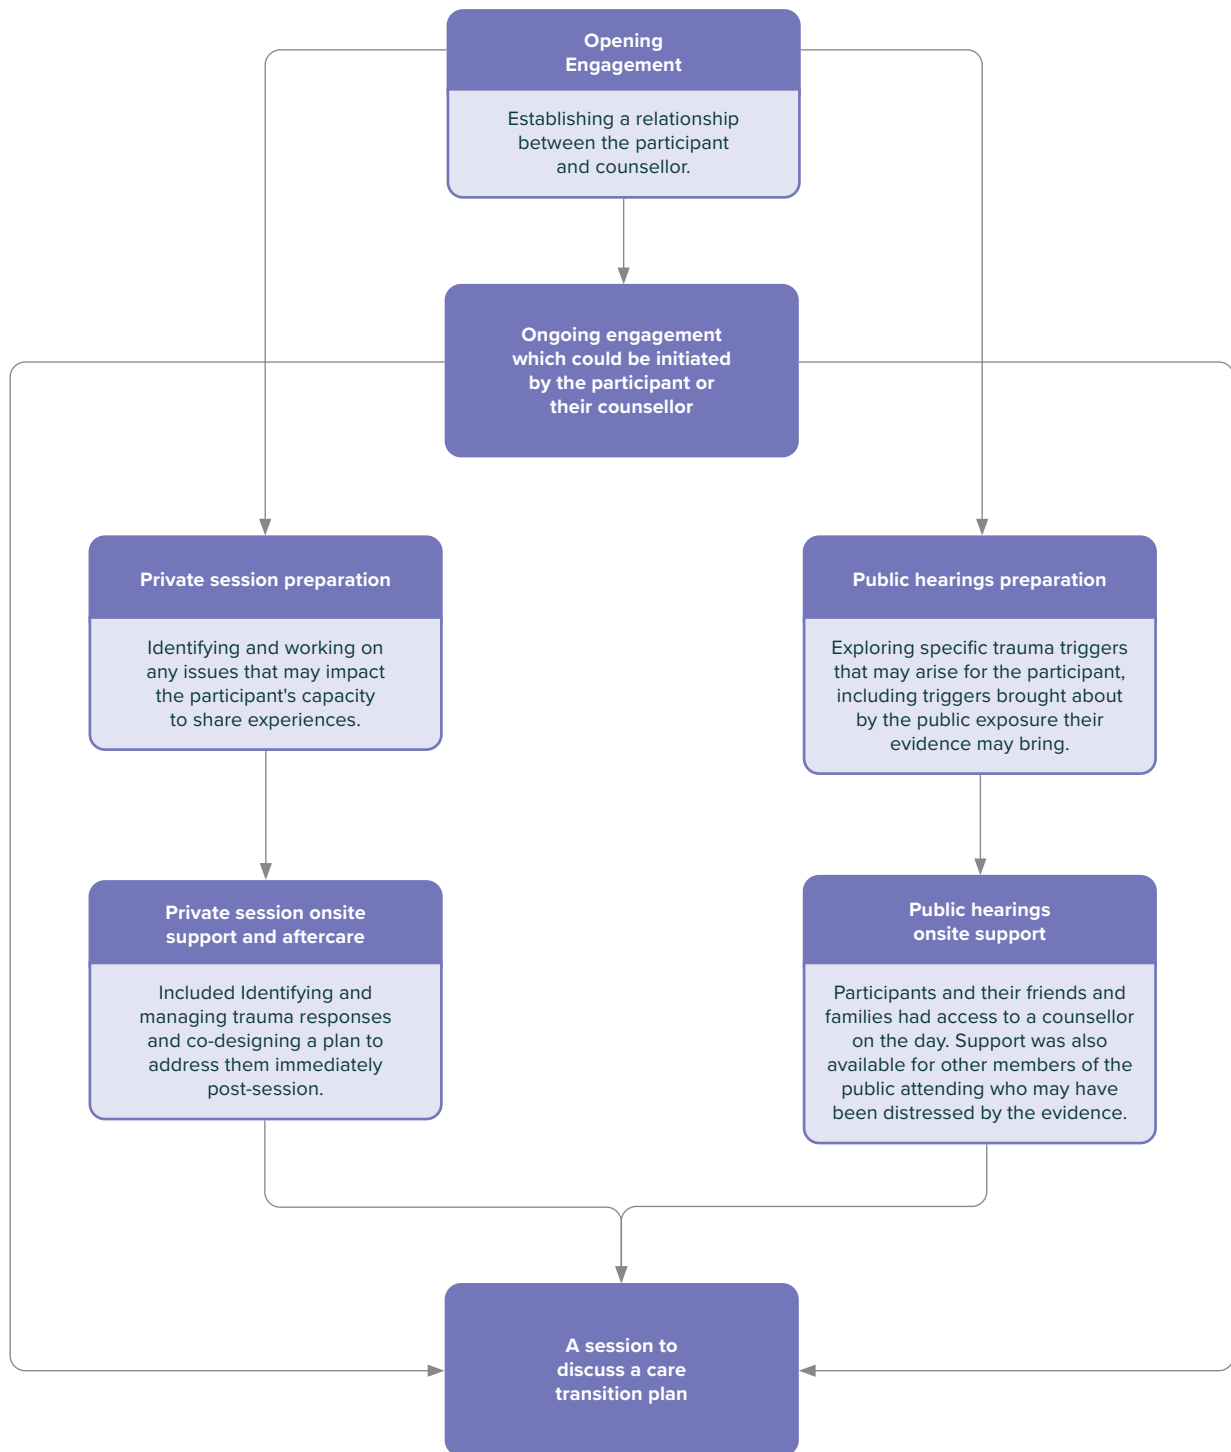 Opening
Engagement
Establishing a relationship
between the participant
and counsellor.
Ongoing engagement
which could be initiated
by the participant or
their counsellor
Private session preparation
Identifying and working on
any issues that may impact
the participant's capacity
to share experiences.
Public hearings preparation
Exploring specific trauma triggers
that may arise for the participant,
including triggers brought about
by the public exposure their
evidence may bring.
Private session onsite
support and aftercare
Included Identifying and
managing trauma responses
and co-designing a plan to
address them immediately
post-session.
Public hearings
onsite support
Participants and their friends and
families had access to a counsellor
on the day. Support was also
available for other members of the
public attending who may have
been distressed by the evidence.
A session to
discuss a care
transition plan